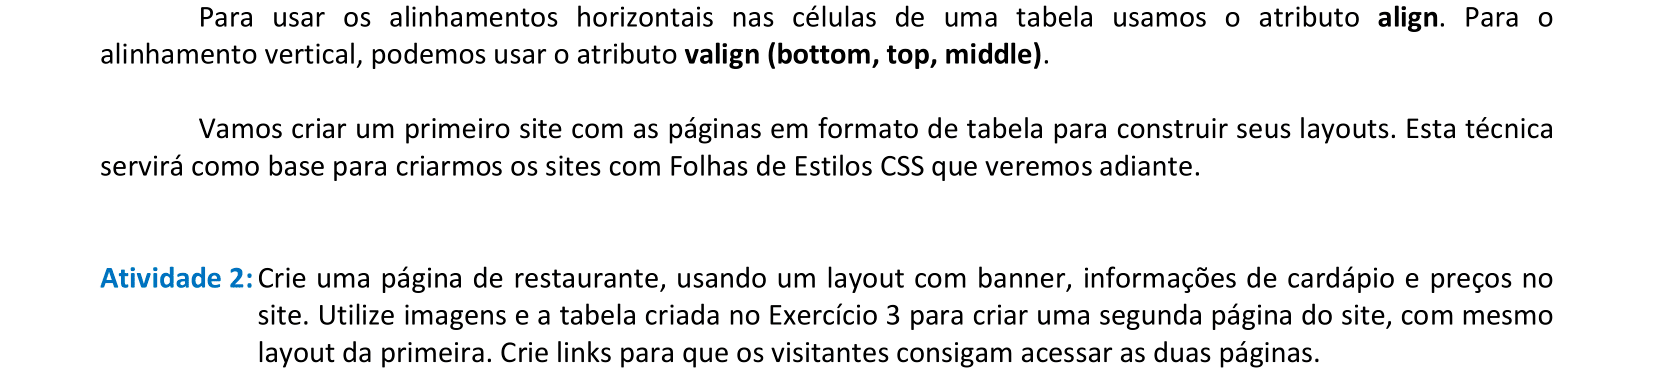 Para usar os alinhamentos horizontais nas células de uma tabela usamos o atributo align. Para o
alinhamento vertical, podemos usar o atributo valign (bottom, top, middle).
Vamos criar um primeiro site com as páginas em formato de tabela para construir seus layouts. Esta técnica
servirá como base para criarmos os sites com Folhas de Estilos CSS que veremos adiante.
Atividade 2: Crie uma página de restaurante, usando um layout com banner, informações de cardápio e preços no
site. Utilize imagens e a tabela criada no Exercício 3 para criar uma segunda página do site, com mesmo
layout da primeira. Crie links para que os visitantes consigam acessar as duas páginas.